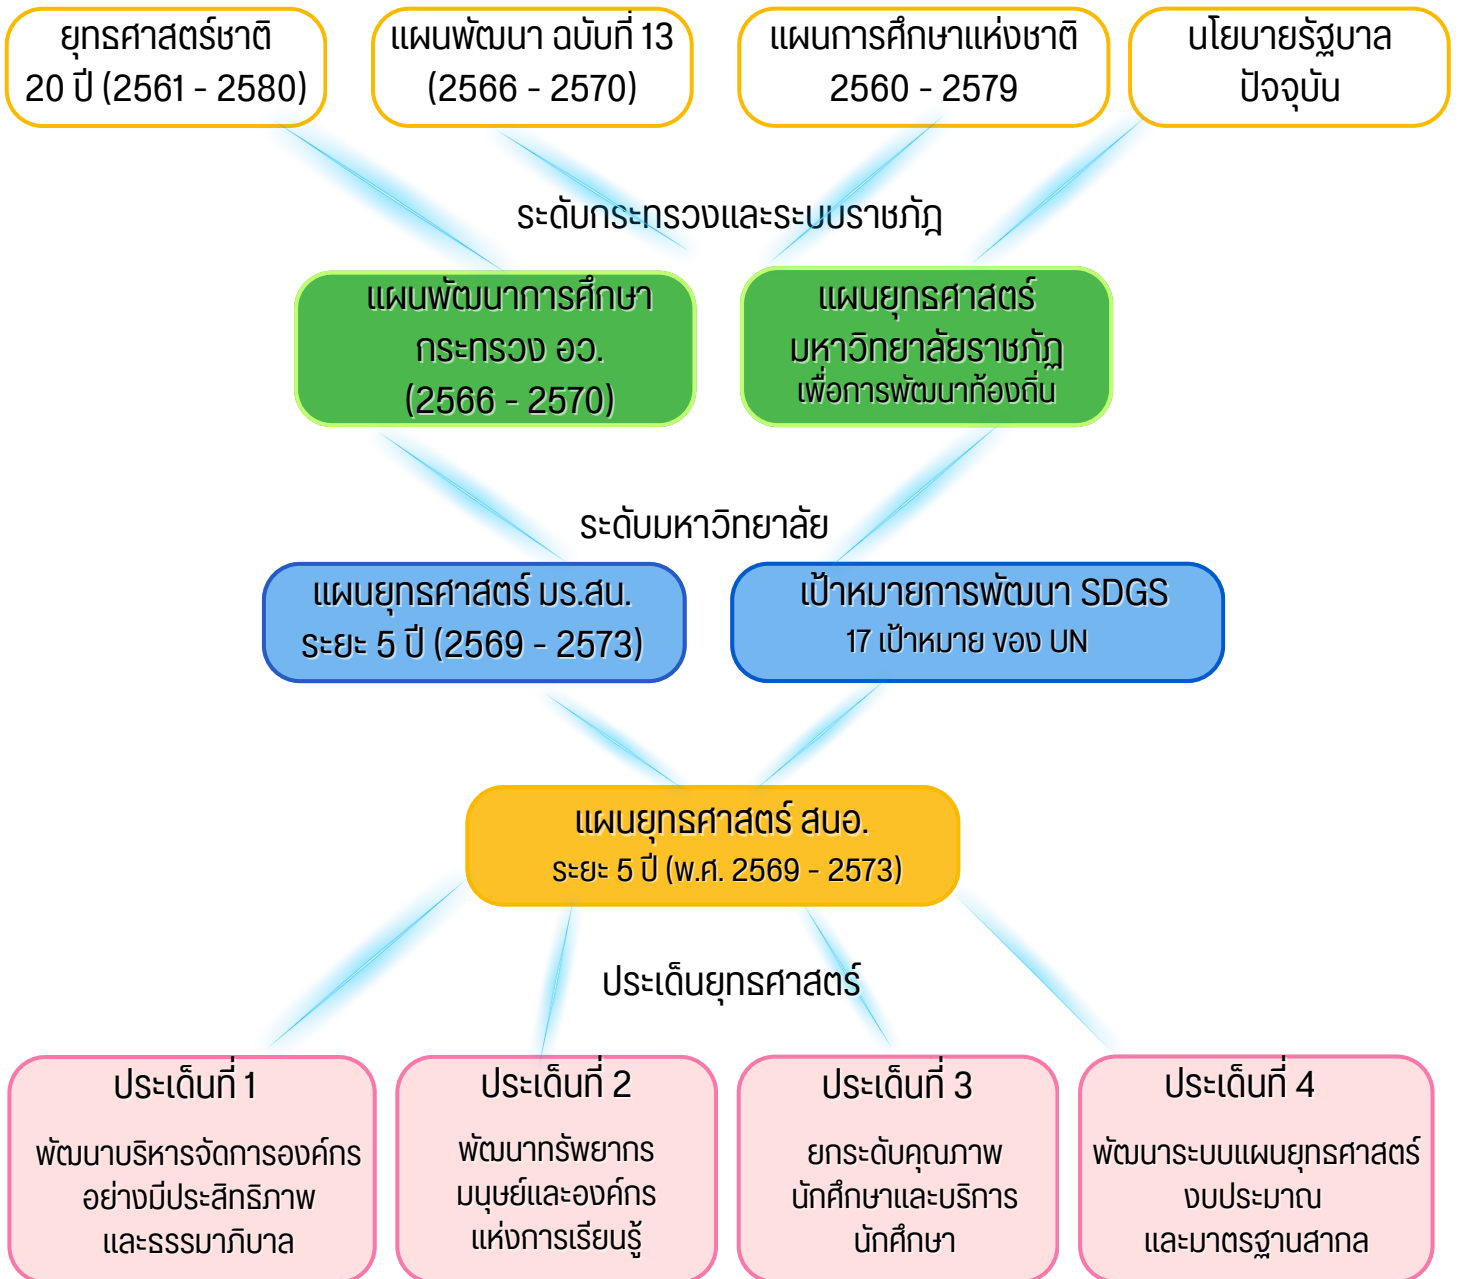 ยุทธศาสตร์ชาติ
20 ปี (2561 - 2580)
แผนพัฒนา ฉบับที่ 13
(2566 - 2570)
แผนการศึกษาแห่งชาติ
2560 - 2579
นโยบายรัฐบาล
ปัจจุบัน
ระดับกระทรวงและระบบราชภัฎ
แผนพัฒนาการศึกษา
กระทรวง อว.
(2566 - 2570)
แผนยุทธศาสตร์
มหาวิทยาลัยราชภัฏ
เพื่อการพัฒนาท้องถิ่น
ระดับมหาวิทยาลัย
แผนยุทธศาสตร์ มร.สน.
ระยะ 5 ปี (2569 - 2573)
เป้าหมายการพัฒนา SDGS
17 เป้าหมาย ของ UN
แผนยุทธศาสตร์ สนอ.
ระยะ 5 ปี (พ.ศ. 2569 - 2573)
ประเด็นยุทธศาสตร์
ประเด็นที่ 1
พัฒนาบริหารจัดการองค์กร
อย่างมีประสิทธิภาพ
และธรรมาภิบาล
ประเด็นที่ 2
พัฒนาทรัพยากร
มนุษย์และองค์กร
แห่งการเรียนรู้
ประเด็นที่ 3
ยกระดับคุณภาพ
นักศึกษาและบริการ
นักศึกษา
ประเด็นที่ 4
พัฒนาระบบแผนยุทธศาสตร์
งบประมาณ
และมาตรฐานสากล